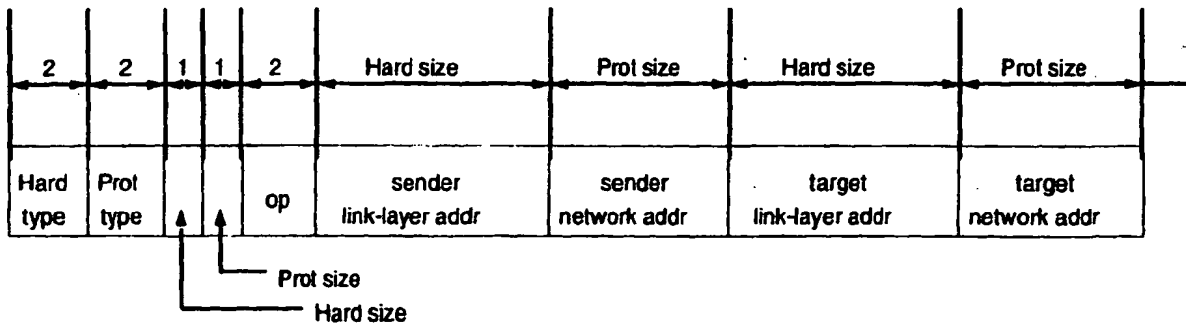 2 2 1 1 2 Hard size Prot size Hard size Prot size
Hard type
Prot type
op
sender
link-layer addr
sender
network addr
target
link-layer addr
target
network addr
Prot size
Hard size